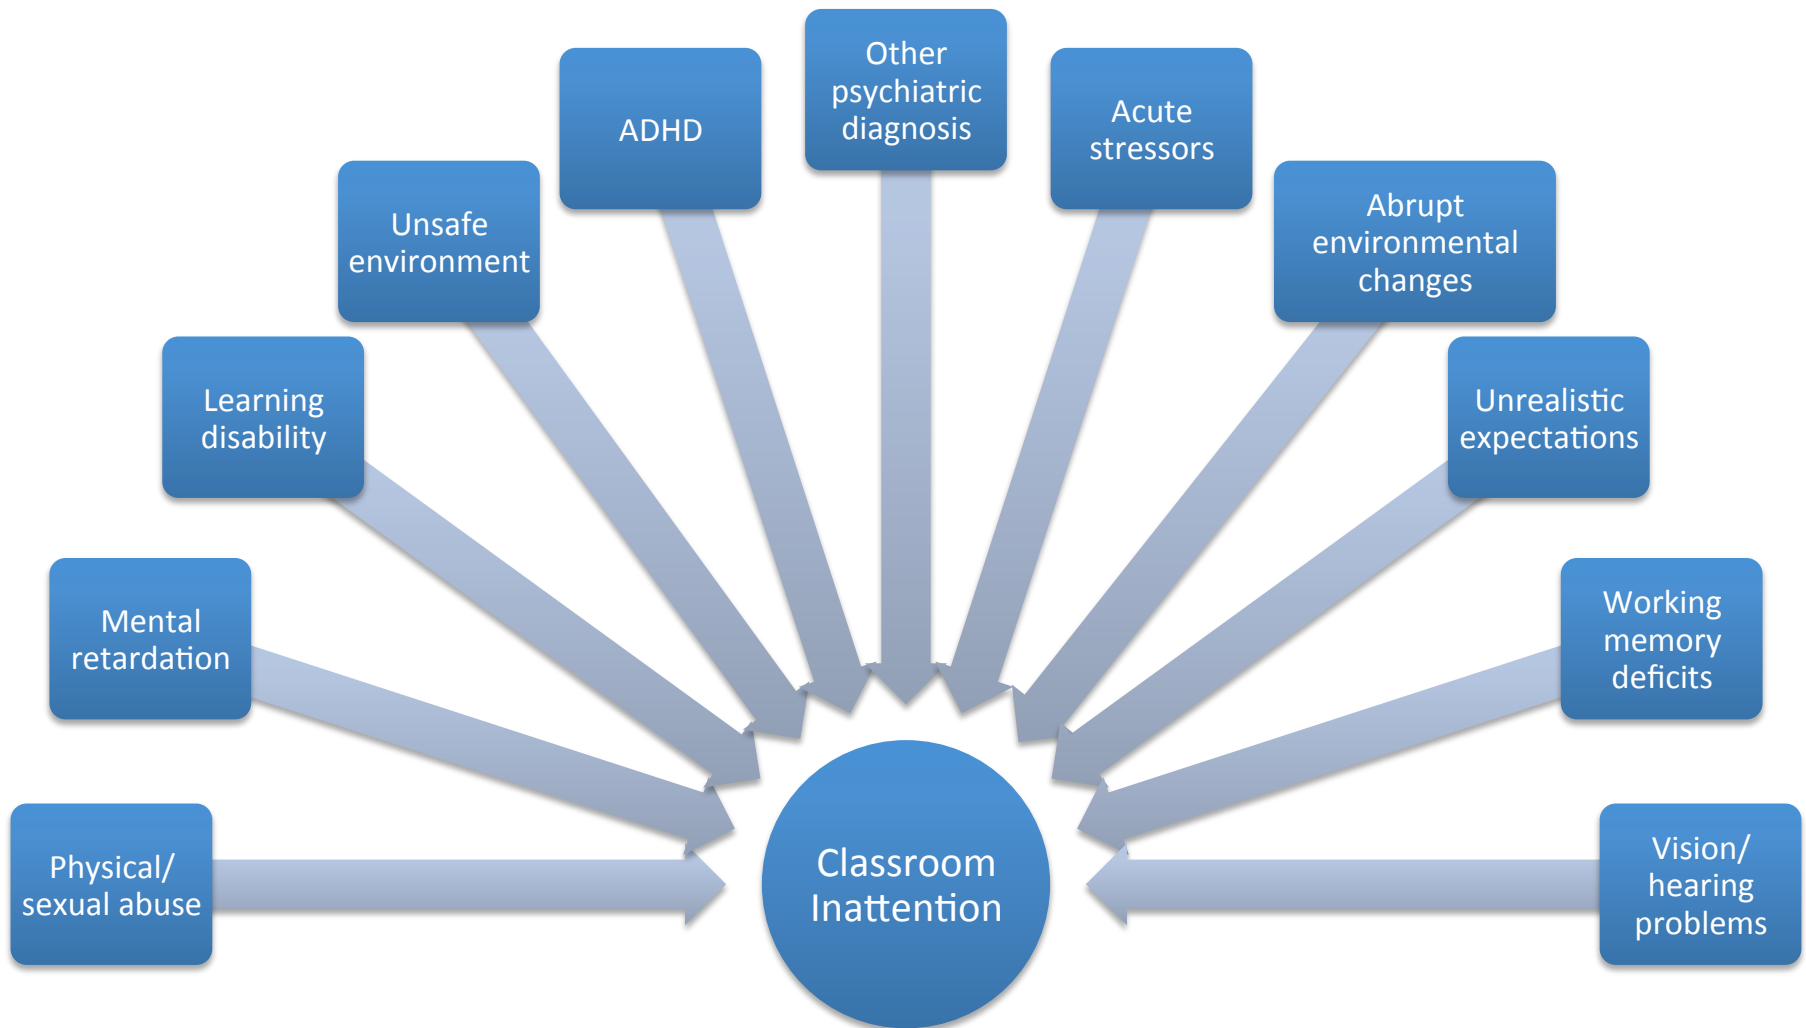 Other
psychiatric
diagnosis
ADHD
Acute
stressors
Unsafe
environment
Abrupt
environmental
changes
Learning
disability
Unrealistic
expectations
Mental
retardation
Working
memory
deficits
Physical/
sexual abuse
Classroom
Inattention
Vision/
hearing
problems